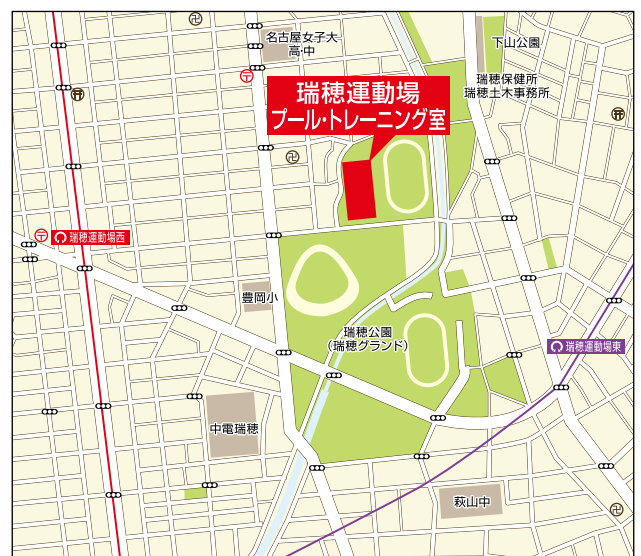 名古屋女子大
高・中
下山公園
瑞穂保健所
瑞穂土木事務所
瑞穂運動場
プール・トレーニング室
瑞穂運動場西
豊岡小
瑞穂公園
(瑞穂グランド)
瑞穂運動場東
中電瑞穂
萩山中